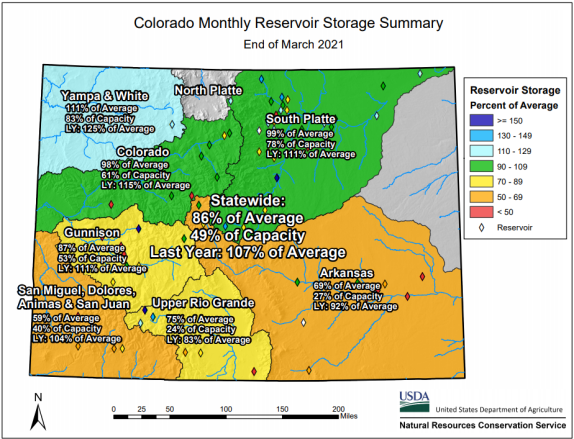 Colorado Monthly Reservoir Storage Summary
End of March 2021
Yampa & White
111% of Average
83% of Capacity
LY: 125% of Average
North Platte
South Platte
99% of Average
78% of Capacity
LY: 111% of Average
Colorado
98% of Average
61% of Capacity
LY: 115% of Average
Statewide:
86% of Average
49% of Capacity
Last Year: 107% of Average
Gunnison
87% of Average
53% of Capacity
LY: 111% of Average
Arkansas
69% of Average
27% of Capacity
LY: 92% of Average
San Miguel, Dolores,
Animas & San Juan
59% of Average
40% of Capacity
LY: 104% of Average
Upper Rio Grande
75% of Average
24% of Capacity
LY: 83% of Average
Reservoir Storage
Percent of Average
>= 150
130 - 149
110 - 129
90 - 109
70 - 89
50 - 69
< 50
Reservoir
N
0 25 50 100 150 200
Miles
USDA
United States Department of Agriculture
Natural Resources Conservation Service